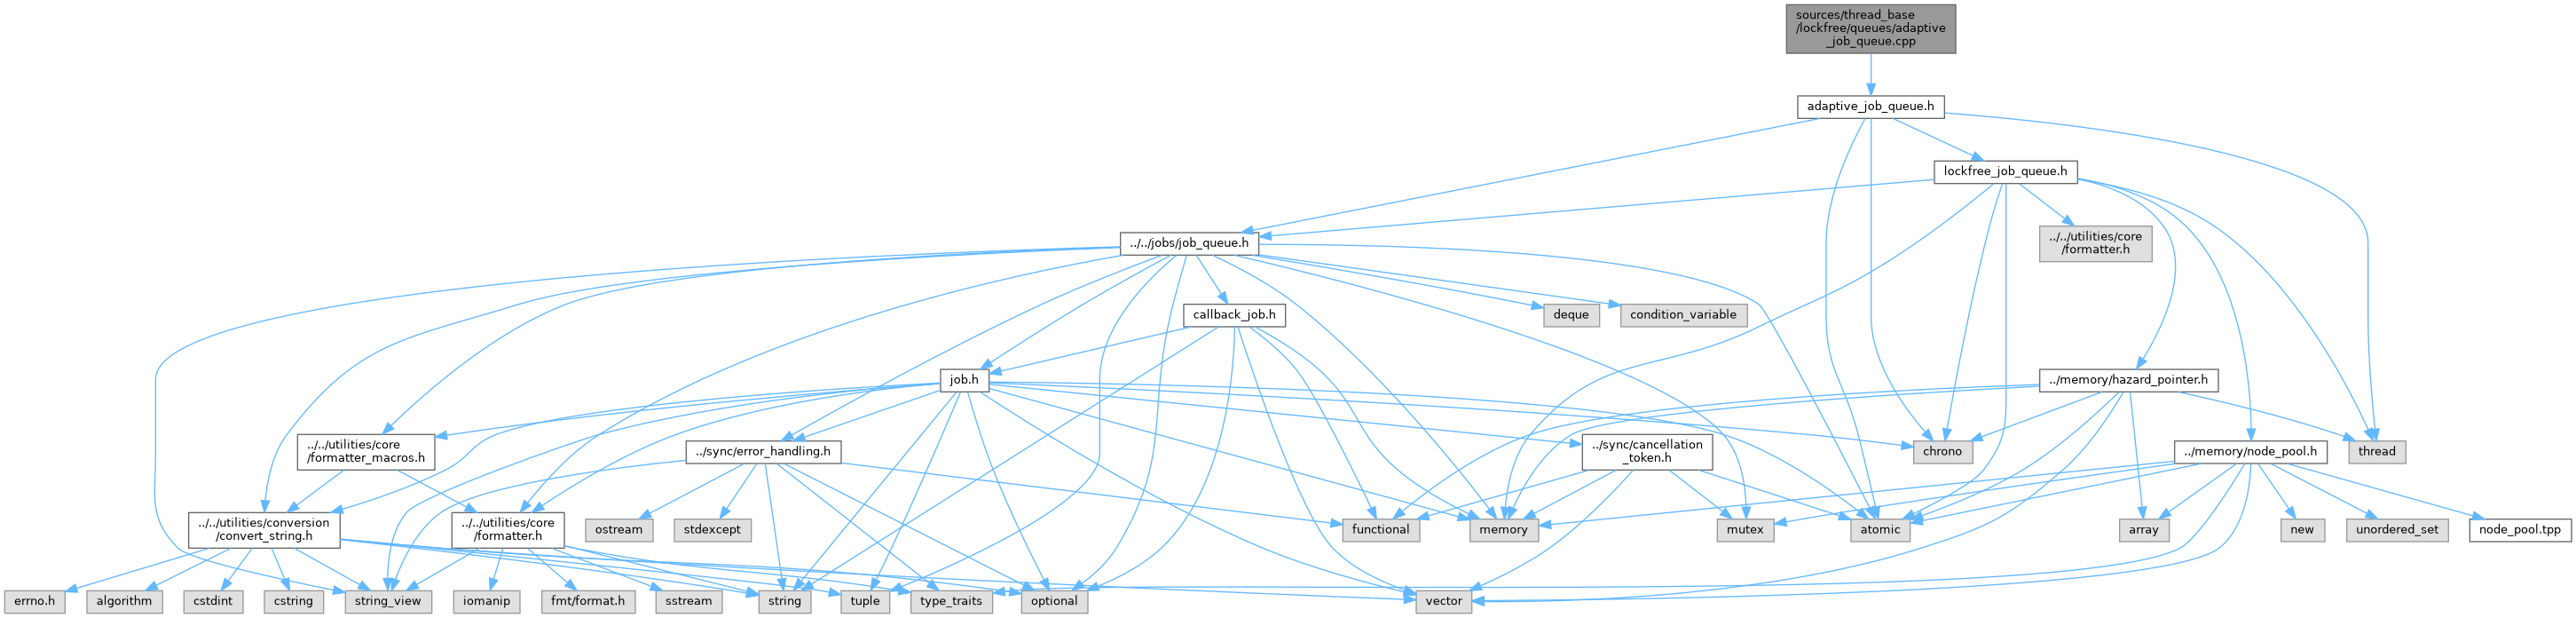 sources/thread_base
/lockfree/queues/adaptive
_job_queue.cpp
adaptive_job_queue.h
lockfree_job_queue.h
../../jobs/job_queue.h
../../utilities/core
/formatter.h
callback_job.h
deque
condition_variable
job.h
../memory/hazard_pointer.h
../../utilities/core
/formatter_macros.h
../sync/error_handling.h
../sync/cancellation
_token.h
chrono
../memory/node_pool.h
thread
../../utilities/conversion
/convert_string.h
../../utilities/core
/formatter.h
ostream
stdexcept
functional
memory
mutex
atomic
array
new
unordered_set
node_pool.tpp
errno.h
algorithm
cstdint
cstring
string_view
iomanip
fmt/format.h
sstream
string
tuple
type_traits
optional
vector